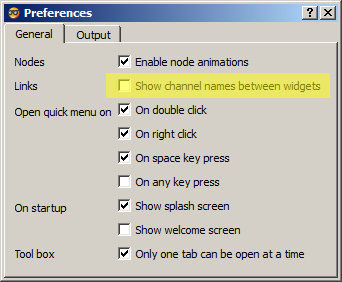 Preferences
General Output
Nodes Enable node animations
Links Show channel names between widgets
Open quick menu on On double click
On right click
On space key press
On any key press
On startup Show splash screen
Show welcome screen
Tool box Only one tab can be open at a time